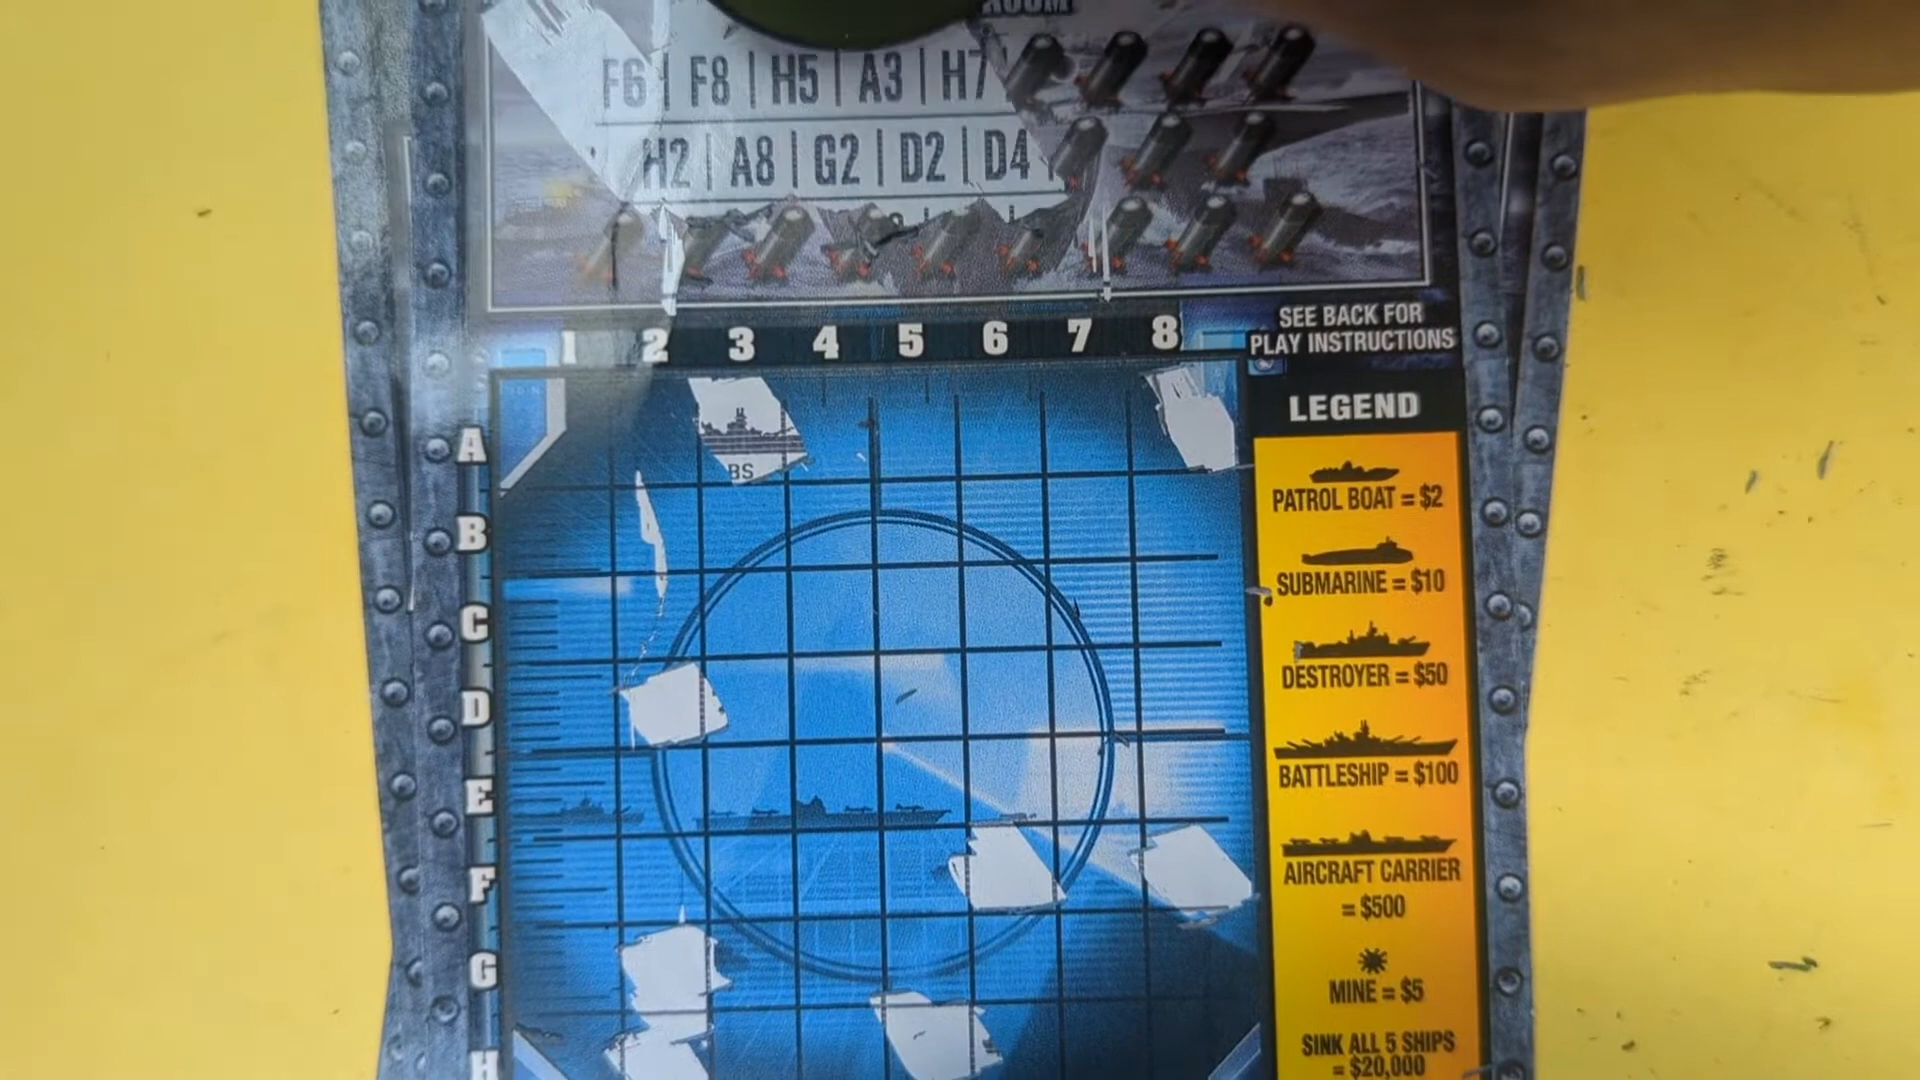 F6 | F8 | H5 | A3 | H7
H2 | A8 | G2 | D2 | D4
1 2 3 4 5 6 7 8
SEE BACK FOR
PLAY INSTRUCTIONS
LEGEND
A
BS
B
PATROL BOAT = $2
SUBMARINE = $10
C
DESTROYER = $50
D
BATTLESHIP = $100
E
AIRCRAFT CARRIER
= $500
F
G
MINE = $5
SINK ALL 5 SHIPS
= $20,000
H